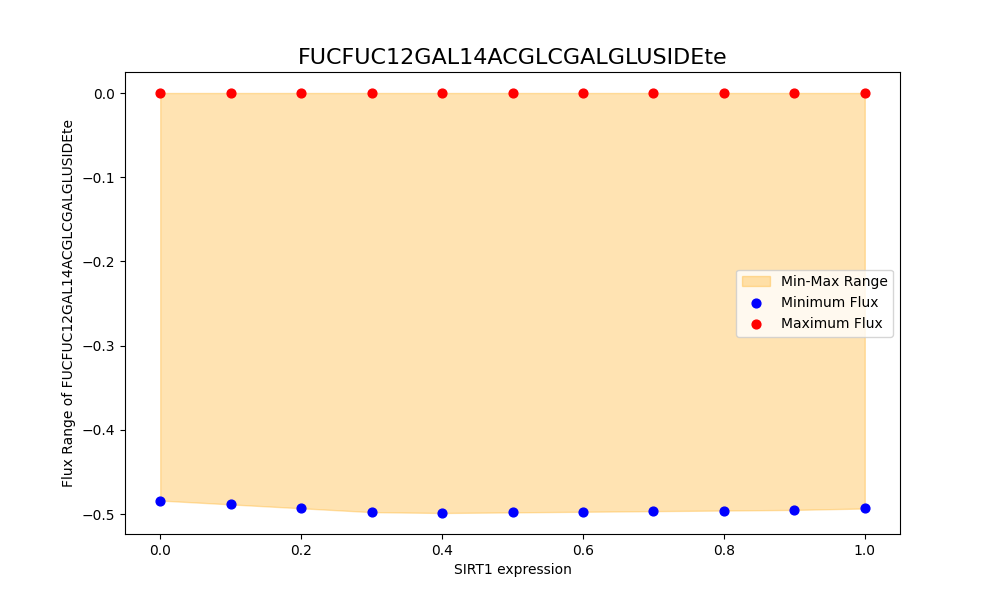 FUCFUC12GAL14ACGLCGALGLUSIDEte
Flux Range of FUCFUC12GAL14ACGLCGALGLUSIDEte
0.0
−0.1
−0.2
−0.3
−0.4
−0.5
Min-Max Range
Minimum Flux
Maximum Flux
0.0 0.2 0.4 0.6 0.8 1.0
SIRT1 expression